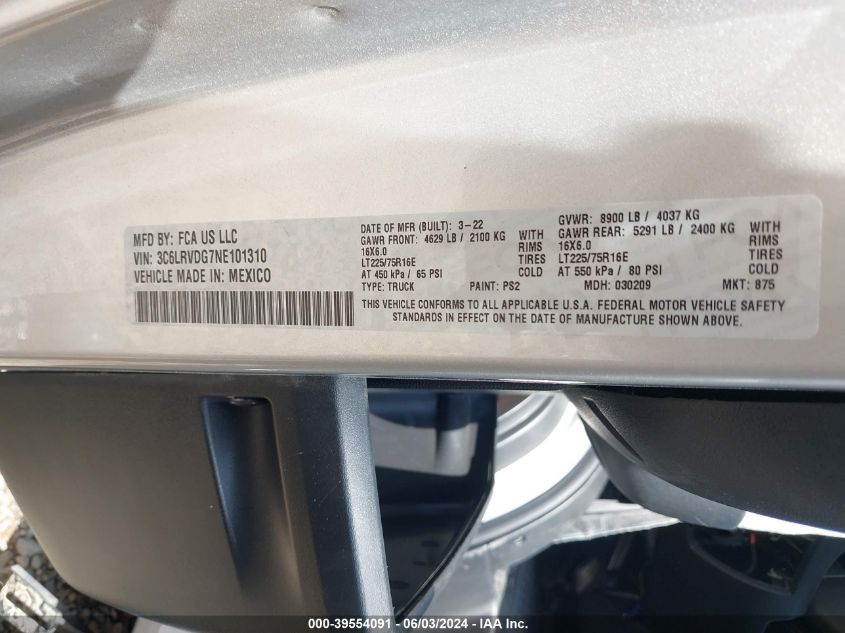 MFD BY: FCA US LLC
VIN: 3C6LRVDG7NE101310
VEHICLE MADE IN: MEXICO
DATE OF MFR (BUILT): 3-22
GAWR FRONT: 4629 LB / 2100 KG WITH
16X6.0 RIMS
LT225/75R16E TIRES
AT 450 kPa / 65 PSI COLD
TYPE: TRUCK PAINT: PS2
GVWR: 8900 LB / 4037 KG
GAWR REAR: 5291 LB / 2400 KG WITH
16X6.0 RIMS
LT225/75R16E TIRES
AT 550 kPa / 80 PSI COLD
MDH: 030209 MKT: 875
THIS VEHICLE CONFORMS TO ALL APPLICABLE U.S.A. FEDERAL MOTOR VEHICLE SAFETY
STANDARDS IN EFFECT ON THE DATE OF MANUFACTURE SHOWN ABOVE.
000-39554091 - 06/03/2024 - IAA Inc.